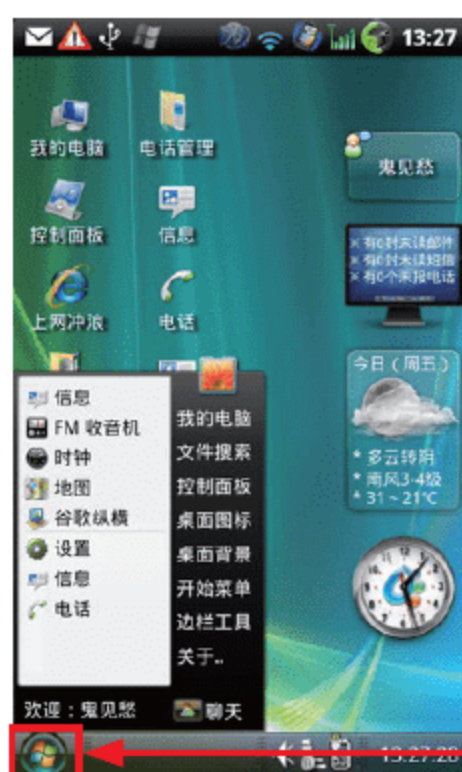 13:27
我的电脑
电话管理
鬼见愁
控制面板
信息
※ 有0封未读邮件
※ 有0封未读短信
※ 有0个未接电话
上网冲浪
电话
今日（周五）
* 多云转阴
* 南风3-4级
* 31～21℃
信息
FM 收音机
时钟
地图
谷歌纵横
设置
信息
电话
我的电脑
文件搜索
控制面板
桌面图标
桌面背景
开始菜单
边栏工具
关于..
欢迎：鬼见愁
聊天
13:27:28